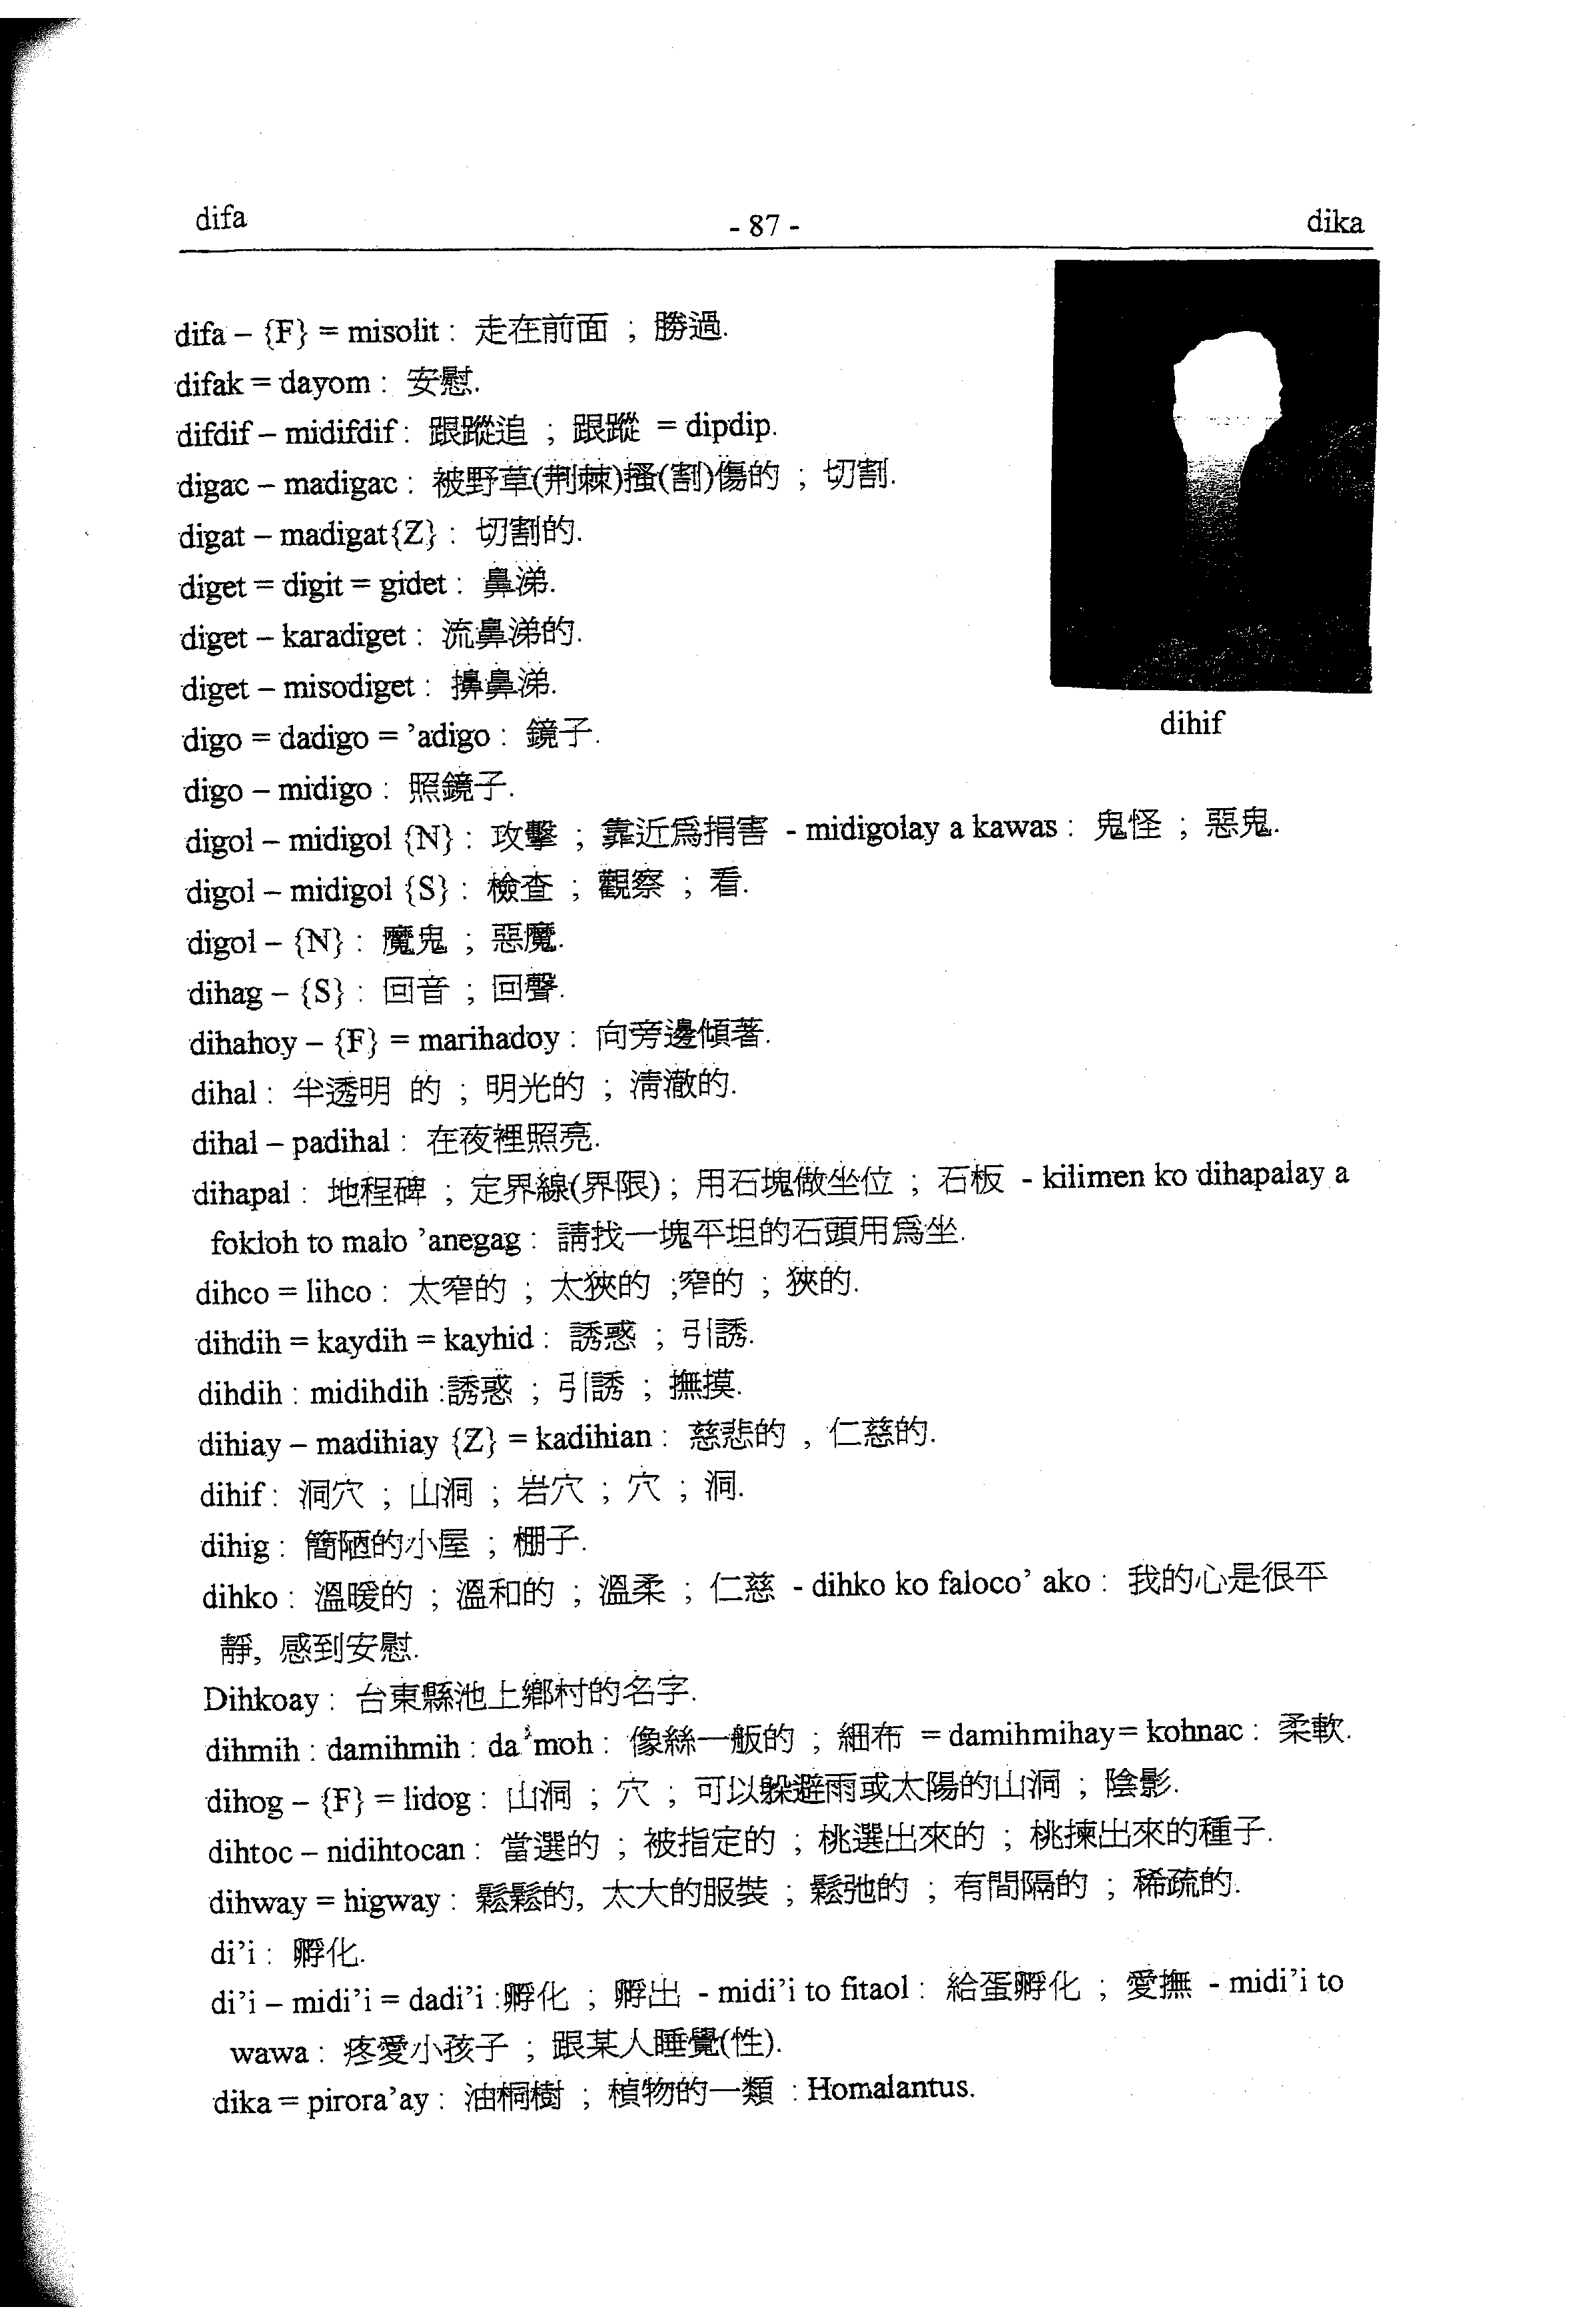 difa - 87 - dika
difa – {F} = misolit : 走在前面 ; 勝過.
difak = dayom : 安慰.
difdif – midifdif : 跟蹤追 ; 跟蹤 = dipdip.
digac – madigac : 被野草(荆棘)搔(割)傷的 ; 切割.
digat – madigat{Z} : 切割的.
diget = digit = gidet : 鼻涕.
diget – karadiget : 流鼻涕的.
diget – misodiget : 擤鼻涕.
dihif
digo = dadigo = ’adigo : 鏡子.
digo – midigo : 照鏡子.
digol – midigol {N} : 攻擊 ; 靠近爲捐害 - midigolay a kawas : 鬼怪 ; 惡鬼.
digol – midigol {S} : 檢查 ; 觀察 ; 看.
digol – {N} : 魔鬼 ; 惡魔.
dihag – {S} : 回音 ; 回聲.
dihahoy – {F} = marihadoy : 向旁邊傾著.
dihal : 半透明 的 ; 明光的 ; 清澈的.
dihal – padihal : 在夜裡照亮.
dihapal : 地程碑 ; 定界線(界限) ; 用石塊做坐位 ; 石板 - kilimen ko dihapalay a
fokloh to malo ’anegag : 請找一塊平坦的石頭用爲坐.
dihco = lihco : 太窄的 ; 太狹的 ;窄的 ; 狹的.
dihdih = kaydih = kayhid : 誘惑 ; 引誘.
dihdih : midihdih :誘惑 ; 引誘 ; 撫摸.
dihiay – madihiay {Z} = kadihian : 慈悲的 , 仁慈的.
dihif : 洞穴 ; 山洞 ; 岩穴 ; 穴 ; 洞.
dihig : 簡陋的小屋 ; 棚子.
dihko : 溫暖的 ; 溫和的 ; 溫柔 ; 仁慈 - dihko ko faloco’ ako : 我的心是很平
靜, 感到安慰.
Dihkoay : 台東縣池上鄉村的名字.
dihmih : damihmih : da moh : 像絲一般的 ; 細布 = damihmihay= kohnac : 柔軟.
dihog – {F} = lidog : 山洞 ; 穴 ; 可以躲避雨或太陽的山洞 ; 陰影.
dihtoc – nidihtocan : 當選的 ; 被指定的 ; 桃選出來的 ; 桃揀出來的種子.
dihway = higway : 鬆鬆的, 太大的服裝 ; 鬆弛的 ; 有間隔的 ; 稀疏的.
di’i : 孵化.
di’i – midi’i = dadi’i :孵化 ; 孵出 - midi’i to fitaol : 給蛋孵化 ; 愛撫 - midi’i to
wawa : 疼愛小孩子 ; 跟某人睡覺(性).
dika = pirora’ay : 油桐樹 ; 植物的一類 : Homalantus.